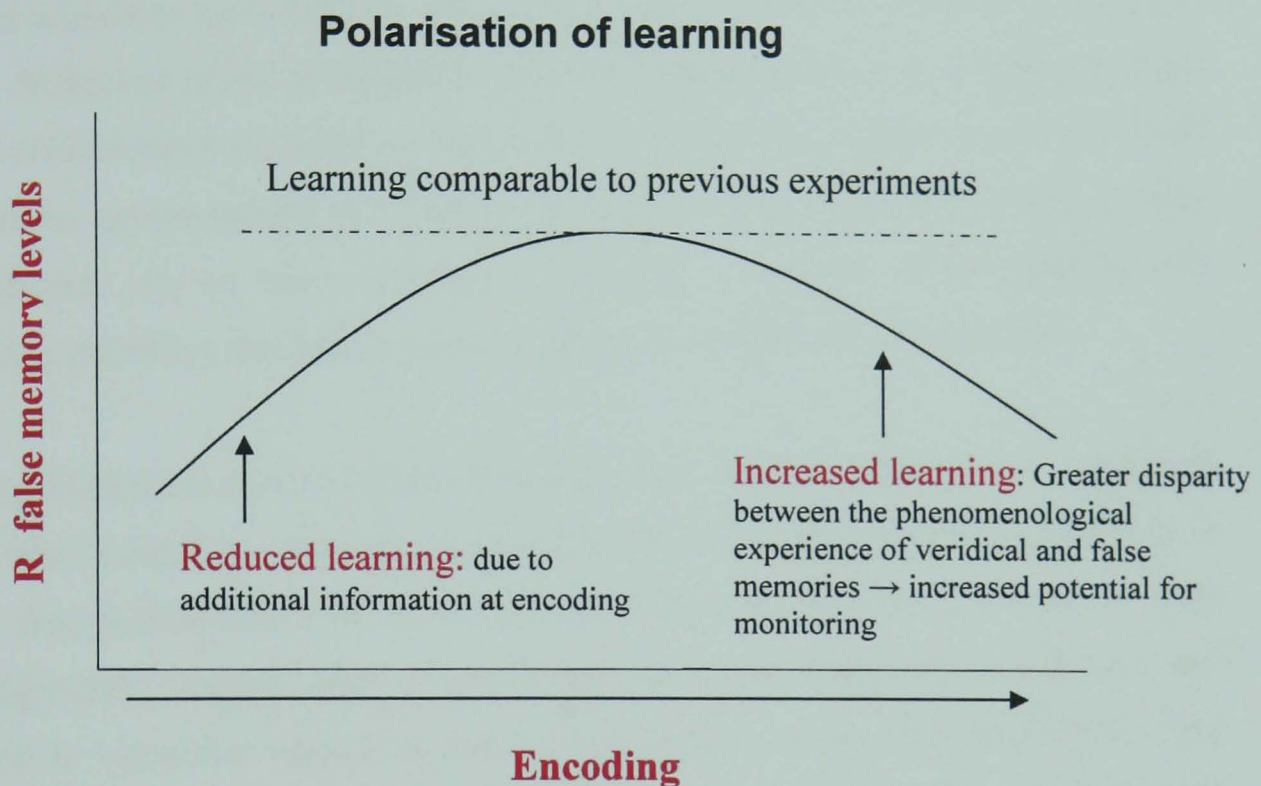 Polarisation of learning
R false memory levels
Learning comparable to previous experiments
Reduced learning: due to
additional information at encoding
Increased learning: Greater disparity
between the phenomenological
experience of veridical and false
memories → increased potential for
monitoring
Encoding